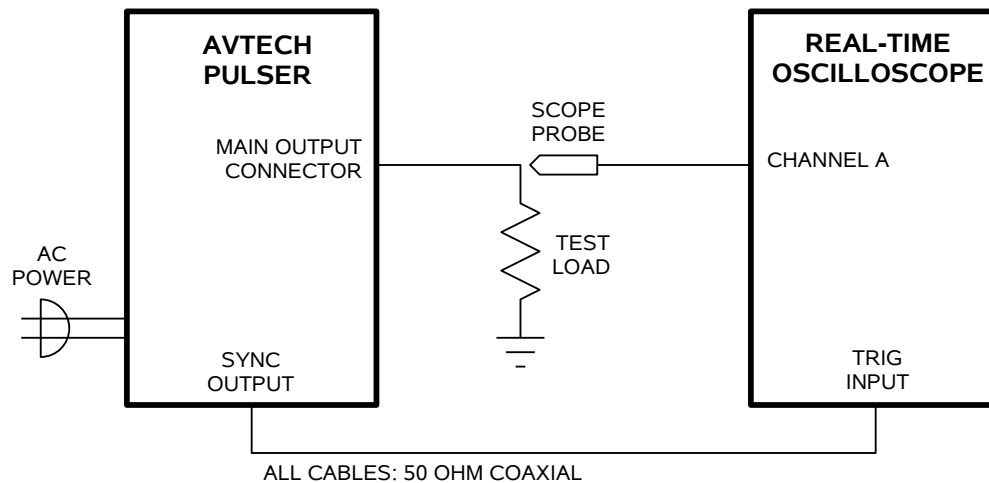 AVTECH
PULSER
REAL-TIME
OSCILLOSCOPE
SCOPE
PROBE
MAIN OUTPUT
CONNECTOR
CHANNEL A
TEST
LOAD
AC
POWER
SYNC
OUTPUT
TRIG
INPUT
ALL CABLES: 50 OHM COAXIAL